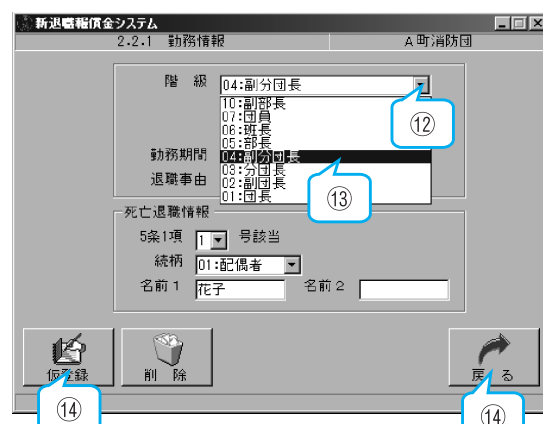 新退職報償金システム
2.2.1 勤務情報 A町消防団
階 級 04:副分団長
10:副部長
07:団員
06:班長
05:部長
04:副分団長
03:分団長
02:副団長
01:団長
⑫
⑬
勤務期間
退職事由
死亡退職情報
5条1項 1 号該当
続柄 01:配偶者
名前1 花子 名前2
仮登録 削 除 戻 る
⑭ ⑭